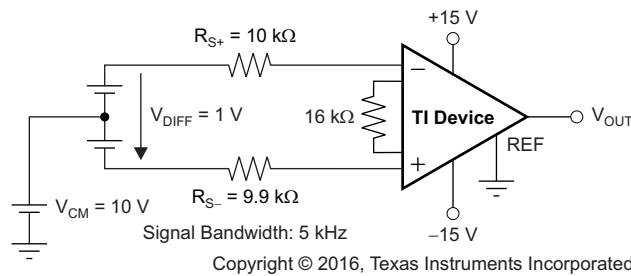 +15 V
R_S+ = 10 kΩ
−
V_DIFF = 1 V
16 kΩ
TI Device
V_OUT
REF
+
R_S– = 9.9 kΩ
V_CM = 10 V
−15 V
Signal Bandwidth: 5 kHz
Copyright © 2016, Texas Instruments Incorporated